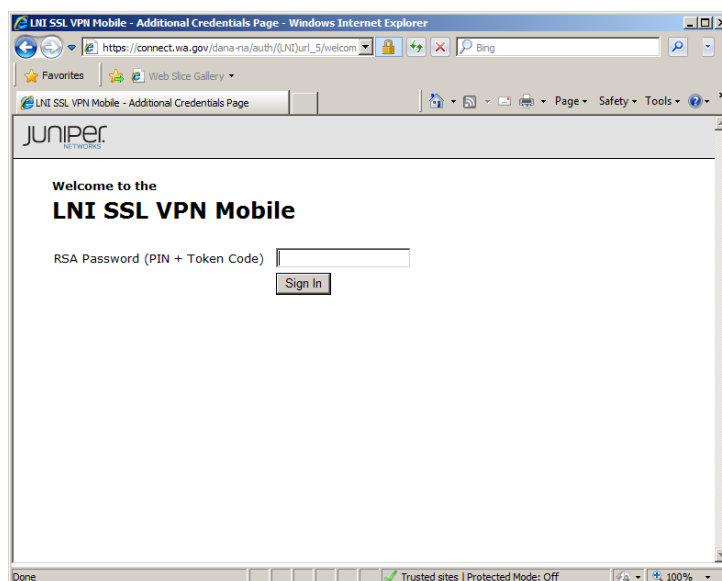 LNI SSL VPN Mobile - Additional Credentials Page - Windows Internet Explorer
https://connect.wa.gov/dana-na/auth/(LNI)url_5/welcom
Bing
Favorites
Web Slice Gallery
LNI SSL VPN Mobile - Additional Credentials Page
Page
Safety
Tools
JUNIPER
NETWORKS
Welcome to the
LNI SSL VPN Mobile
RSA Password (PIN + Token Code)
Sign In
Done
Trusted sites | Protected Mode: Off
100%